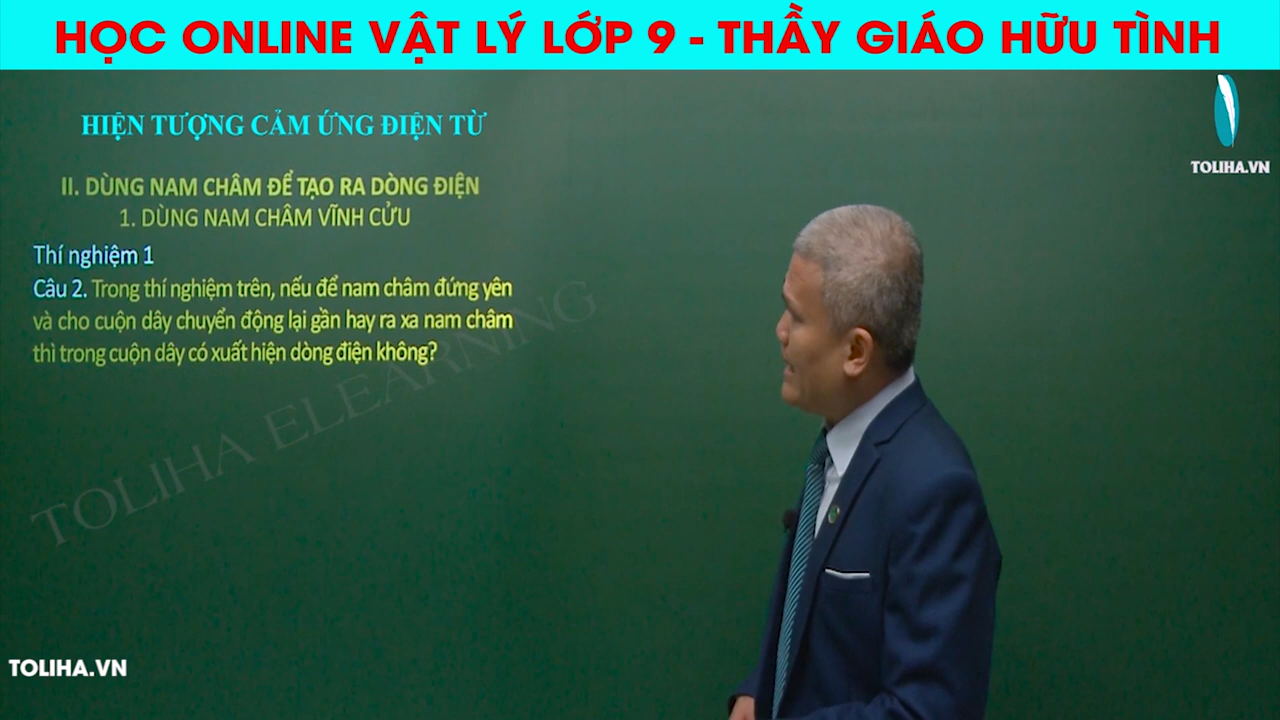 HỌC ONLINE VẬT LÝ LỚP 9 - THẦY GIÁO HỮU TÌNH
HIỆN TƯỢNG CẢM ỨNG ĐIỆN TỪ
TOLIHA.VN
II. DÙNG NAM CHÂM ĐỂ TẠO RA DÒNG ĐIỆN
1. DÙNG NAM CHÂM VĨNH CỬU
Thí nghiệm 1
Câu 2. Trong thí nghiệm trên, nếu để nam châm đứng yên
và cho cuộn dây chuyển động lại gần hay ra xa nam châm
thì trong cuộn dây có xuất hiện dòng điện không?
TOLIHA ELEARNING
TOLIHA.VN